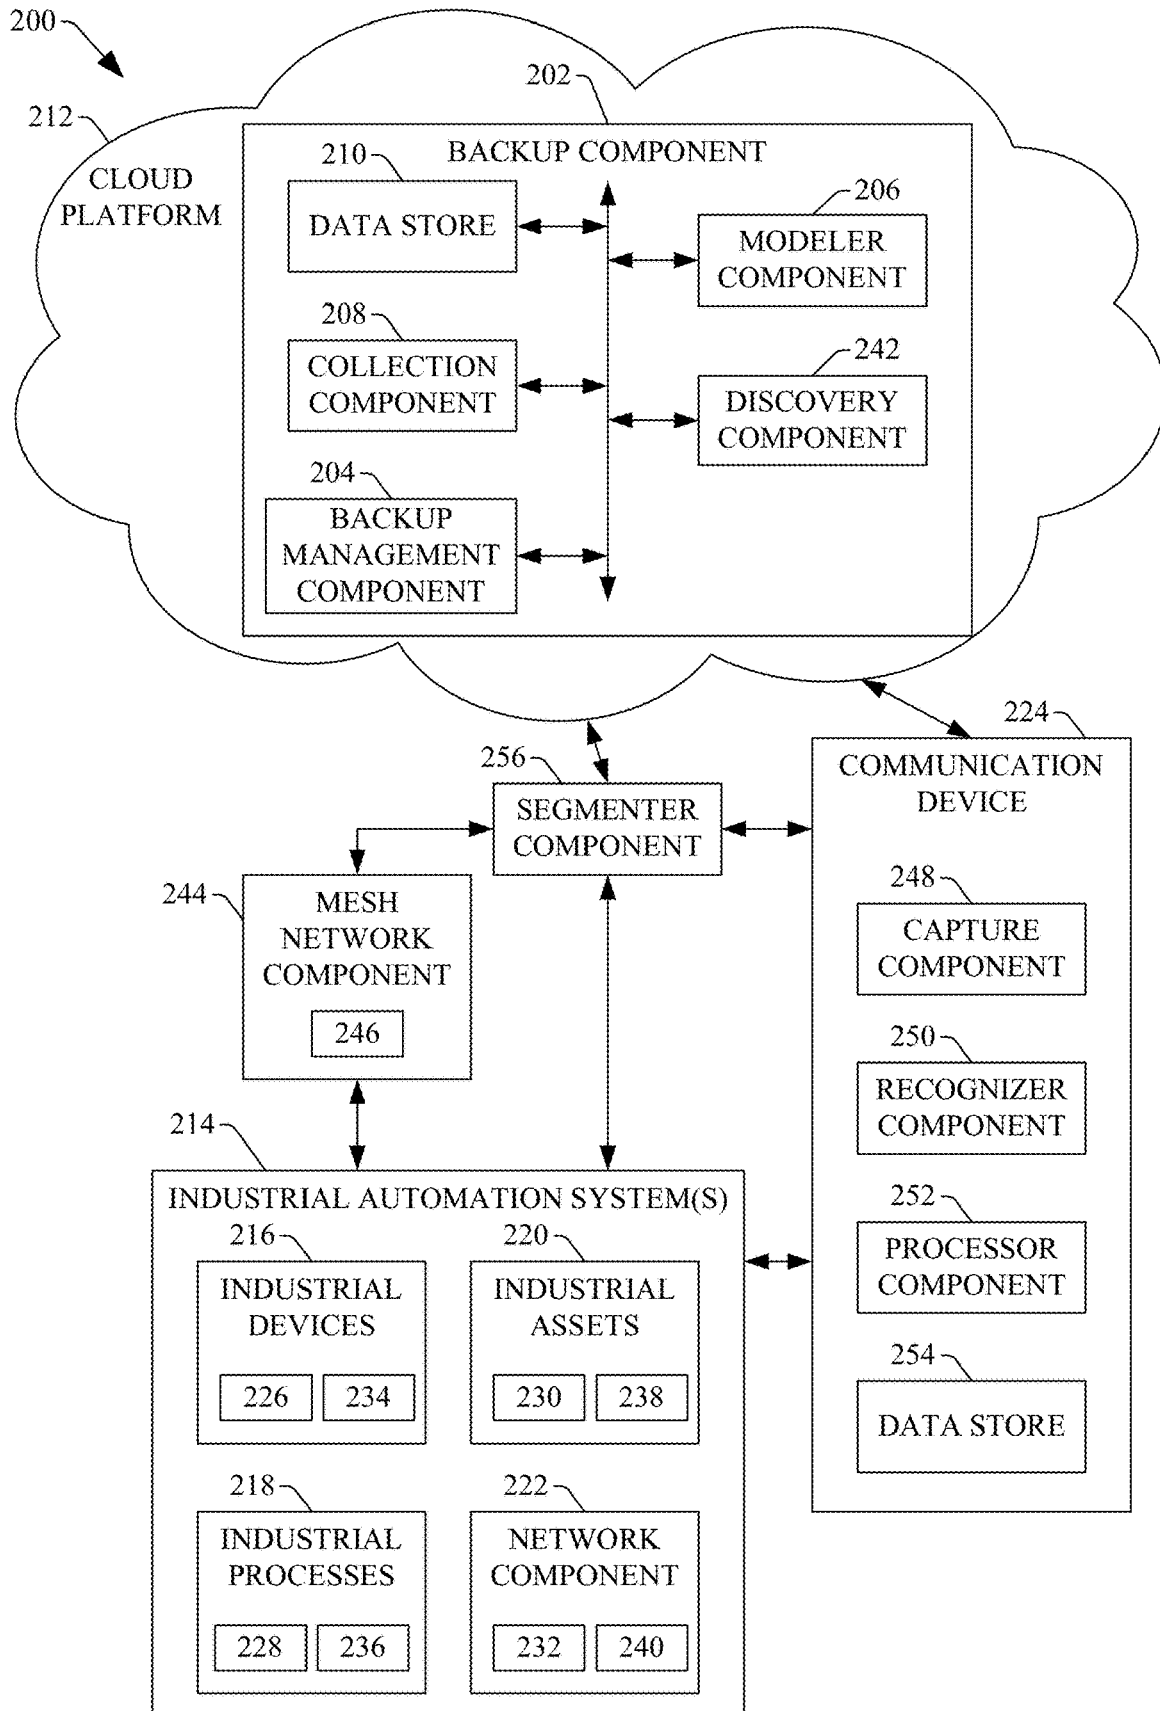 200
212
CLOUD
PLATFORM
202
BACKUP COMPONENT
210
DATA STORE
206
MODELER
COMPONENT
208
COLLECTION
COMPONENT
242
DISCOVERY
COMPONENT
204
BACKUP
MANAGEMENT
COMPONENT
256
SEGMENTER
COMPONENT
224
COMMUNICATION
DEVICE
248
CAPTURE
COMPONENT
250
RECOGNIZER
COMPONENT
252
PROCESSOR
COMPONENT
254
DATA STORE
244
MESH
NETWORK
COMPONENT
246
214
INDUSTRIAL AUTOMATION SYSTEM(S)
216
INDUSTRIAL
DEVICES
226 234
220
INDUSTRIAL
ASSETS
230 238
218
INDUSTRIAL
PROCESSES
228 236
222
NETWORK
COMPONENT
232 240